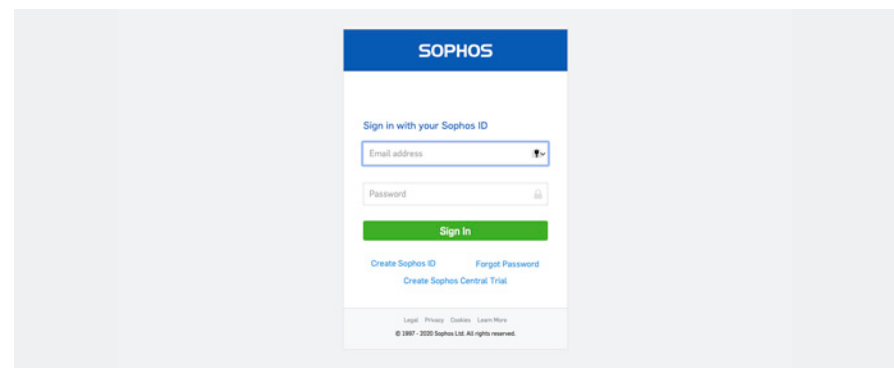 SOPHOS
Sign in with your Sophos ID
Email address
Password
Sign In
Create Sophos ID Forgot Password
Create Sophos Central Trial
Legal Privacy Cookies Learn More
© 1997 - 2020 Sophos Ltd. All rights reserved.